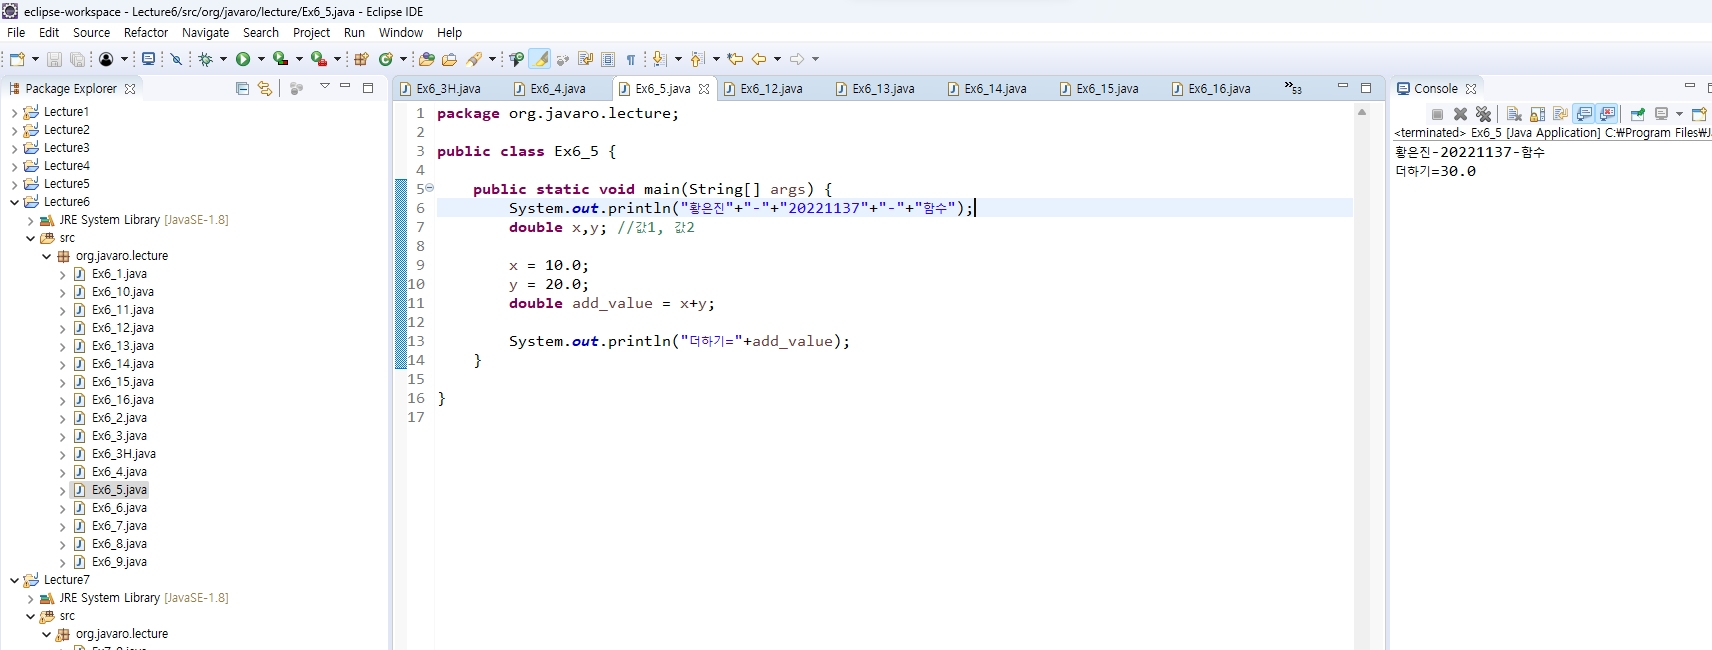 eclipse-workspace - Lecture6/src/org/javaro/lecture/Ex6_5.java - Eclipse IDE
File Edit Source Refactor Navigate Search Project Run Window Help
Package Explorer
Lecture1
Lecture2
Lecture3
Lecture4
Lecture5
Lecture6
JRE System Library [JavaSE-1.8]
src
org.javaro.lecture
Ex6_1.java
Ex6_10.java
Ex6_11.java
Ex6_12.java
Ex6_13.java
Ex6_14.java
Ex6_15.java
Ex6_16.java
Ex6_2.java
Ex6_3.java
Ex6_3H.java
Ex6_4.java
Ex6_5.java
Ex6_6.java
Ex6_7.java
Ex6_8.java
Ex6_9.java
Lecture7
JRE System Library [JavaSE-1.8]
src
org.javaro.lecture
Ex6_3H.java Ex6_4.java Ex6_5.java Ex6_12.java Ex6_13.java Ex6_14.java Ex6_15.java Ex6_16.java »53
1 package org.javaro.lecture;
2
3 public class Ex6_5 {
4
5 public static void main(String[] args) {
6 System.out.println("황은진"+"-"+"20221137"+"-"+"함수");
7 double x,y; //값1, 값2
8
9 x = 10.0;
10 y = 20.0;
11 double add_value = x+y;
12
13 System.out.println("더하기="+add_value);
14 }
15
16 }
17
Console
<terminated> Ex6_5 [Java Application] C:₩Program Files₩J
황은진-20221137-함수
더하기=30.0